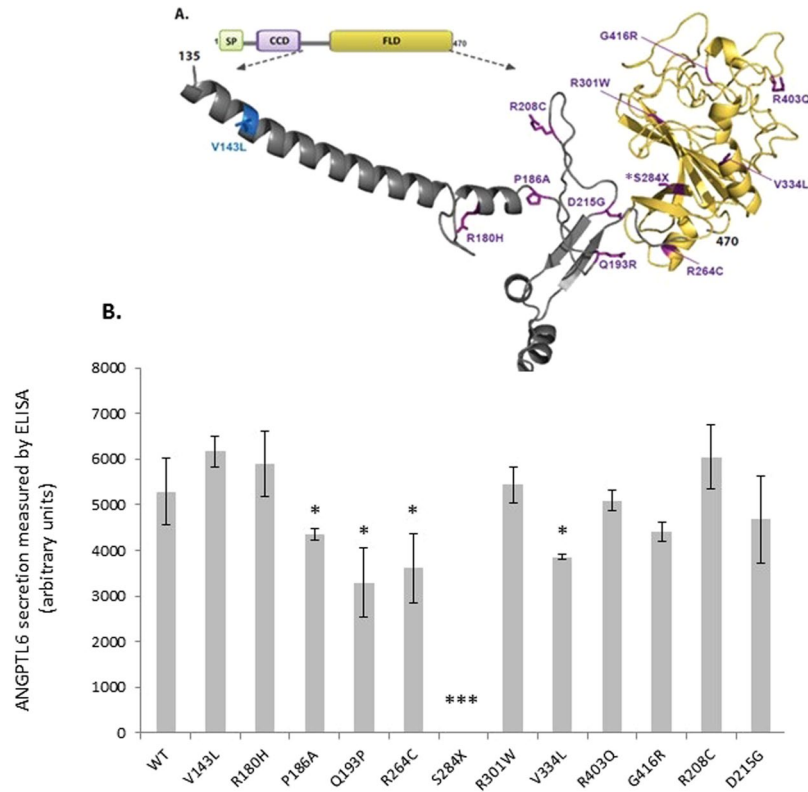 A.
1 SP CCD FLD 470
135
V143L
R180H
P186A
R208C
D215G
Q193R
G416R
R301W
R403Q
*S284X
V334L
470
R264C
B.
ANGPTL6 secretion measured by ELISA
(arbitrary units)
8000
7000
6000
5000
4000
3000
2000
1000
0
* * * *** *
WT V143L R180H P186A Q193P R264C S284X R301W V334L R403Q G416R R208C D215G